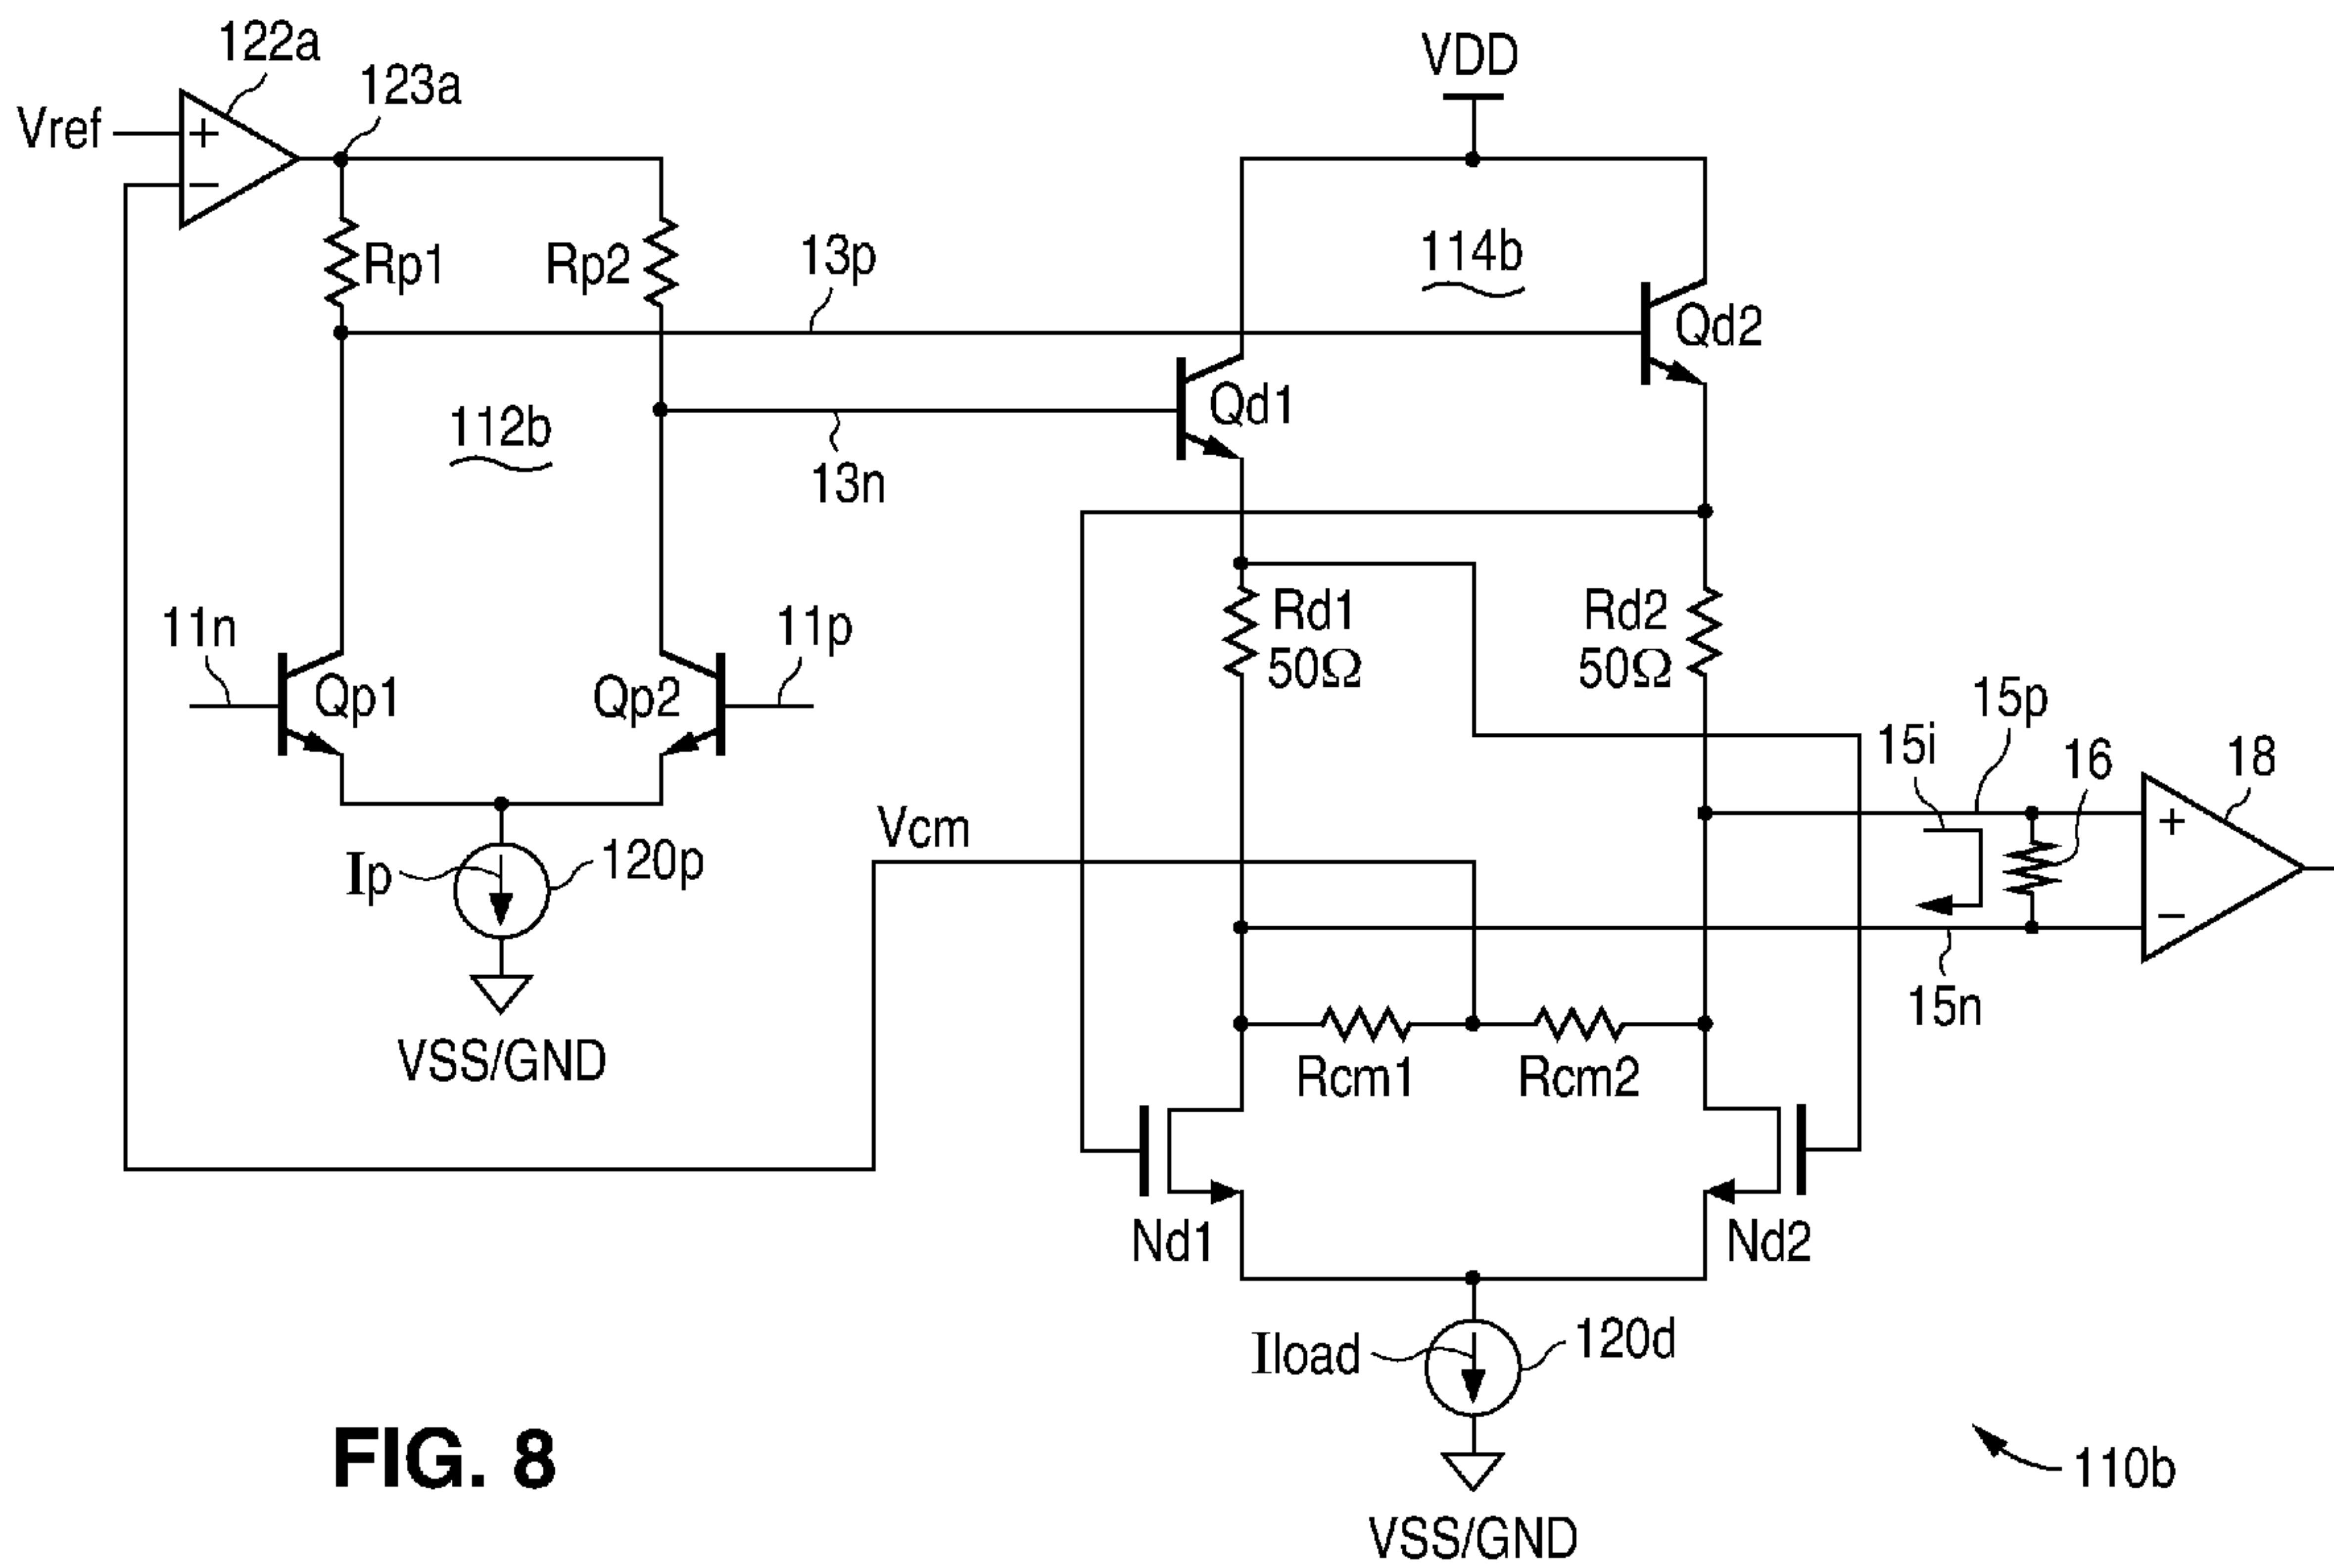 122a
123a
Vref
+
−
VDD
Rp1
Rp2
13p
114b
Qd2
112b
Qd1
13n
11n
11p
Qp1
Qp2
Rd1
50Ω
Rd2
50Ω
15p
15i
16
18
+
−
Vcm
Ip
120p
15n
VSS/GND
Rcm1
Rcm2
Nd1
Nd2
Iload
120d
FIG. 8
110b
VSS/GND